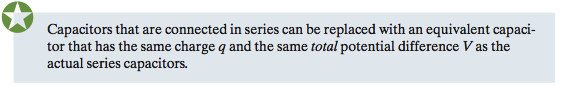 Capacitors that are connected in series can be replaced with an equivalent capaci-
tor that has the same charge q and the same total potential difference V as the
actual series capacitors.